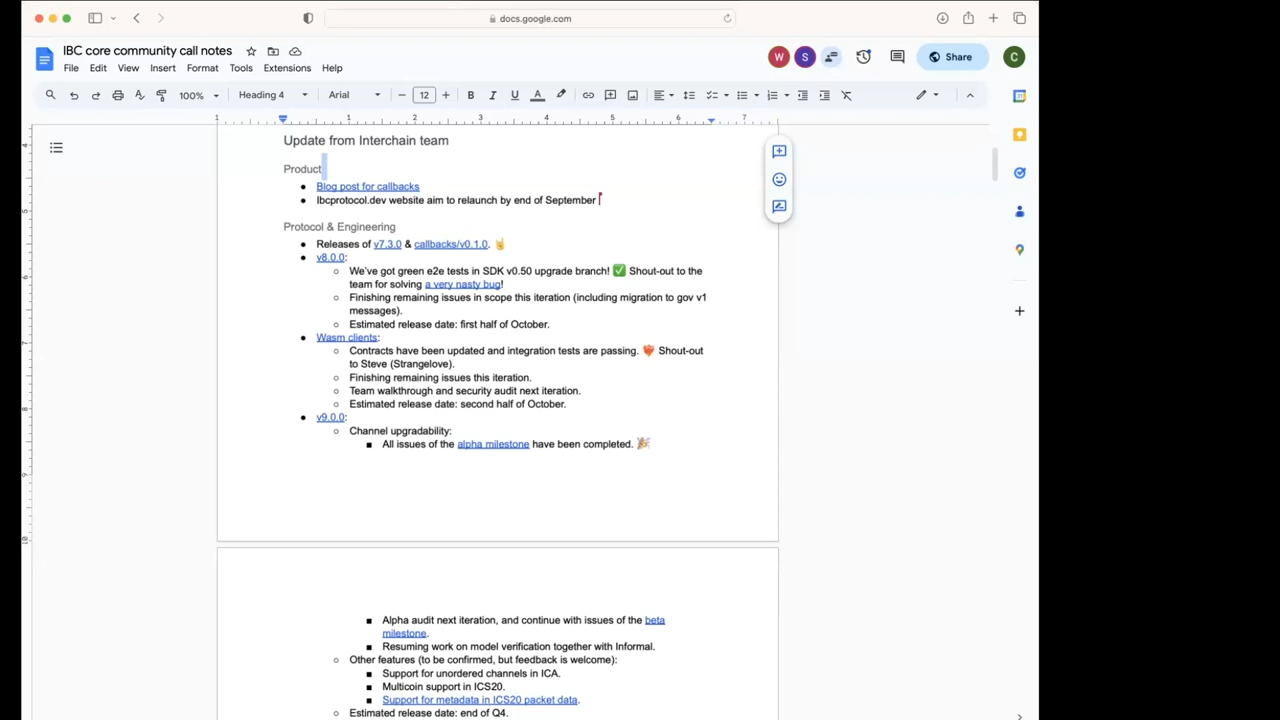 docs.google.com
IBC core community call notes
W S Share C
File Edit View Insert Format Tools Extensions Help
100% Heading 4 Arial 12
1 1 2 3 4 5 6 7
Update from Interchain team
Product
● Blog post for callbacks
● Ibcprotocol.dev website aim to relaunch by end of September
Protocol & Engineering
● Releases of v7.3.0 & callbacks/v0.1.0. 🤘
● v8.0.0:
○ We've got green e2e tests in SDK v0.50 upgrade branch! ✅ Shout-out to the
team for solving a very nasty bug!
○ Finishing remaining issues in scope this iteration (including migration to gov v1
messages).
○ Estimated release date: first half of October.
● Wasm clients:
○ Contracts have been updated and integration tests are passing. ❤️‍🔥 Shout-out
to Steve (Strangelove).
○ Finishing remaining issues this iteration.
○ Team walkthrough and security audit next iteration.
○ Estimated release date: second half of October.
● v9.0.0:
○ Channel upgradability:
■ All issues of the alpha milestone have been completed. 🎉
■ Alpha audit next iteration, and continue with issues of the beta
milestone.
■ Resuming work on model verification together with Informal.
○ Other features (to be confirmed, but feedback is welcome):
■ Support for unordered channels in ICA.
■ Multicoin support in ICS20.
■ Support for metadata in ICS20 packet data.
○ Estimated release date: end of Q4.